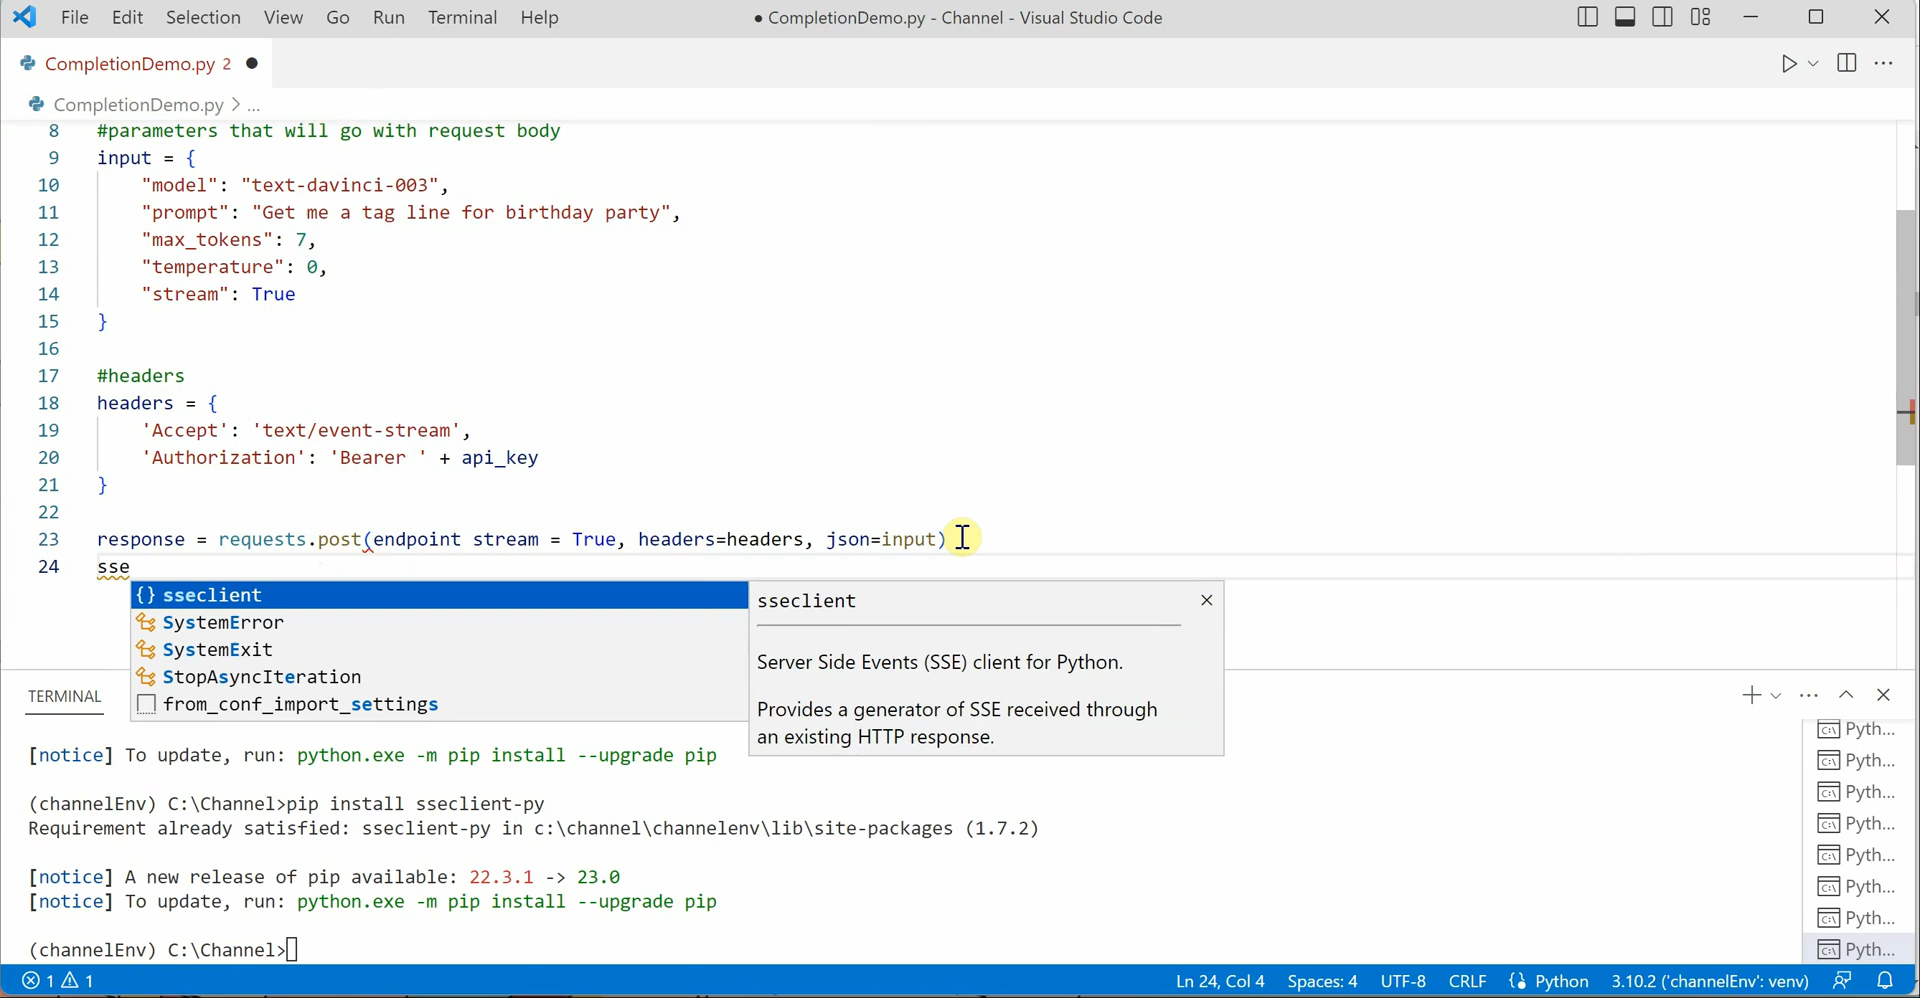 File Edit Selection View Go Run Terminal Help ● CompletionDemo.py - Channel - Visual Studio Code
CompletionDemo.py 2 ●
CompletionDemo.py > ...
8 #parameters that will go with request body
9 input = {
10 "model": "text-davinci-003",
11 "prompt": "Get me a tag line for birthday party",
12 "max_tokens": 7,
13 "temperature": 0,
14 "stream": True
15 }
16
17 #headers
18 headers = {
19 'Accept': 'text/event-stream',
20 'Authorization': 'Bearer ' + api_key
21 }
22
23 response = requests.post(endpoint stream = True, headers=headers, json=input)
24 sse
{} sseclient
SystemError
SystemExit
StopAsyncIteration
from_conf_import_settings
sseclient
Server Side Events (SSE) client for Python.
Provides a generator of SSE received through
an existing HTTP response.
TERMINAL
[notice] To update, run: python.exe -m pip install --upgrade pip
(channelEnv) C:\Channel>pip install sseclient-py
Requirement already satisfied: sseclient-py in c:\channel\channelenv\lib\site-packages (1.7.2)
[notice] A new release of pip available: 22.3.1 -> 23.0
[notice] To update, run: python.exe -m pip install --upgrade pip
(channelEnv) C:\Channel>
Pyth...
Pyth...
Pyth...
Pyth...
Pyth...
Pyth...
Pyth...
Pyth...
1 1 Ln 24, Col 4 Spaces: 4 UTF-8 CRLF {} Python 3.10.2 ('channelEnv': venv)